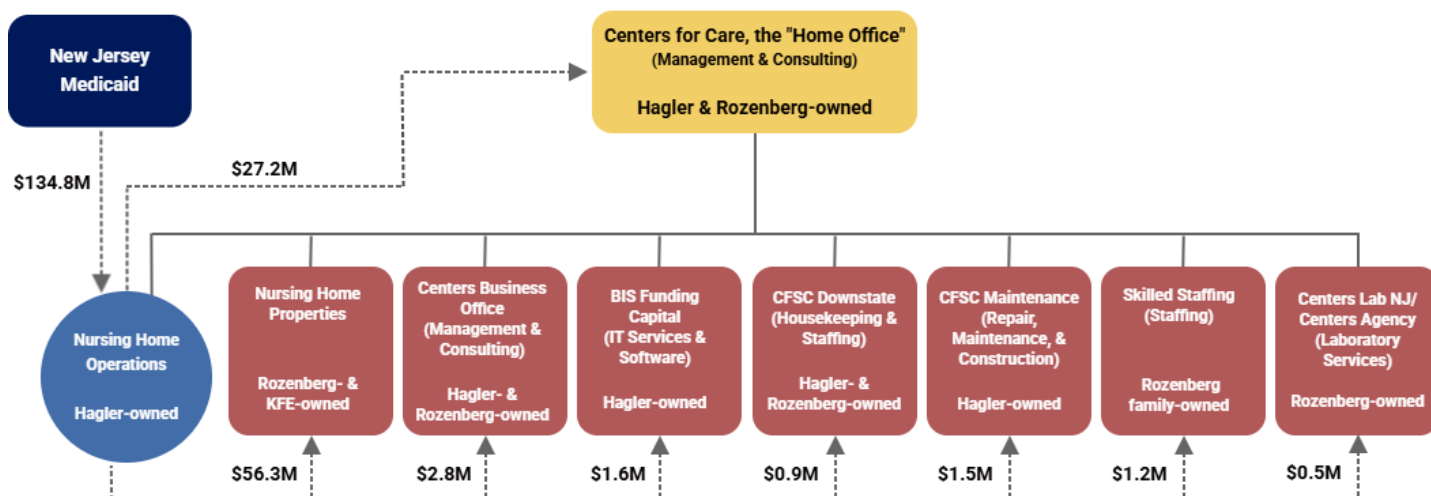 New Jersey
Medicaid
Centers for Care, the "Home Office"
(Management & Consulting)
Hagler & Rozenberg-owned
$134.8M
$27.2M
Nursing Home
Operations
Hagler-owned
Nursing Home
Properties
Rozenberg- &
KFE-owned
Centers Business
Office
(Management &
Consulting)
Hagler- &
Rozenberg-owned
BIS Funding
Capital
(IT Services &
Software)
Hagler-owned
CFSC Downstate
(Housekeeping &
Staffing)
Hagler- &
Rozenberg-owned
CFSC Maintenance
(Repair,
Maintenance, &
Construction)
Hagler-owned
Skilled Staffing
(Staffing)
Rozenberg
family-owned
Centers Lab NJ/
Centers Agency
(Laboratory
Services)
Rozenberg-owned
$56.3M
$2.8M
$1.6M
$0.9M
$1.5M
$1.2M
$0.5M